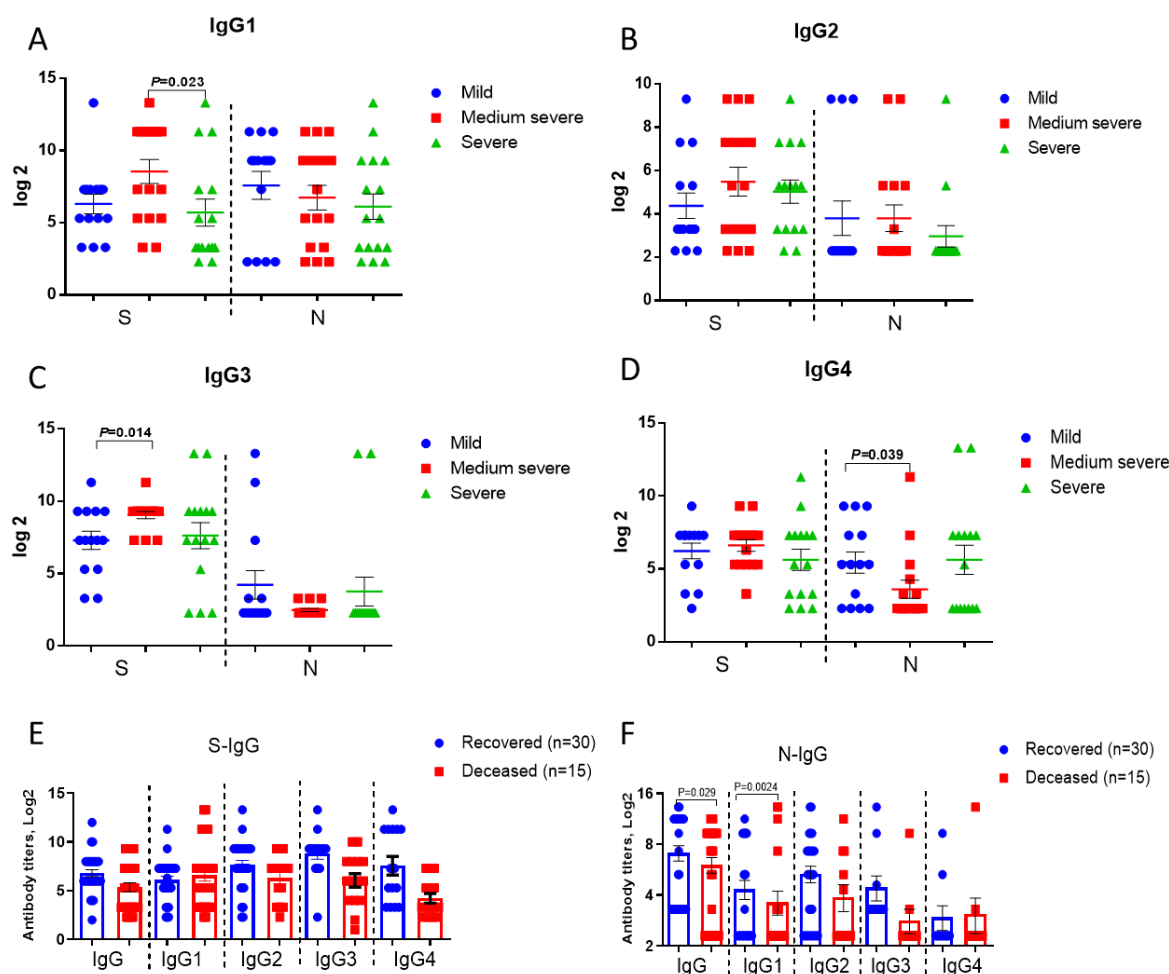 A
IgG1
P=0.023
15
10
5
0
log 2
S
N
Mild
Medium severe
Severe
B
IgG2
10
8
6
4
2
0
log 2
S
N
Mild
Medium severe
Severe
C
IgG3
P=0.014
15
10
5
0
log 2
S
N
Mild
Medium severe
Severe
D
IgG4
P=0.039
15
10
5
0
log 2
S
N
Mild
Medium severe
Severe
E
S-IgG
Recovered (n=30)
Deceased (n=15)
15
10
5
0
Antibody titers, Log2
IgG
IgG1
IgG2
IgG3
IgG4
F
N-IgG
Recovered (n=30)
Deceased (n=15)
P=0.029
P=0.0024
16
8
4
2
Antibody titers, Log2
IgG
IgG1
IgG2
IgG3
IgG4